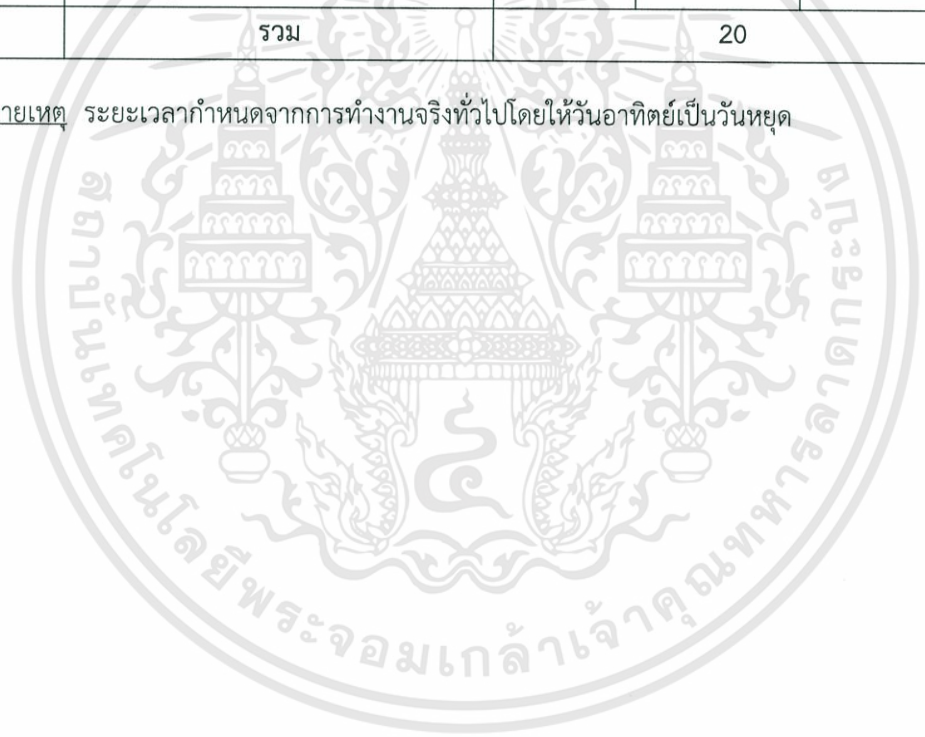 รวม 20
ายเหตุ ระยะเวลากำหนดจากการทำงานจริงทั่วไปโดยให้วันอาทิตย์เป็นวันหยุด
สถาบันเทคโนโลยีพระจอมเกล้าเจ้าคุณทหารลาดกระบัง
๔